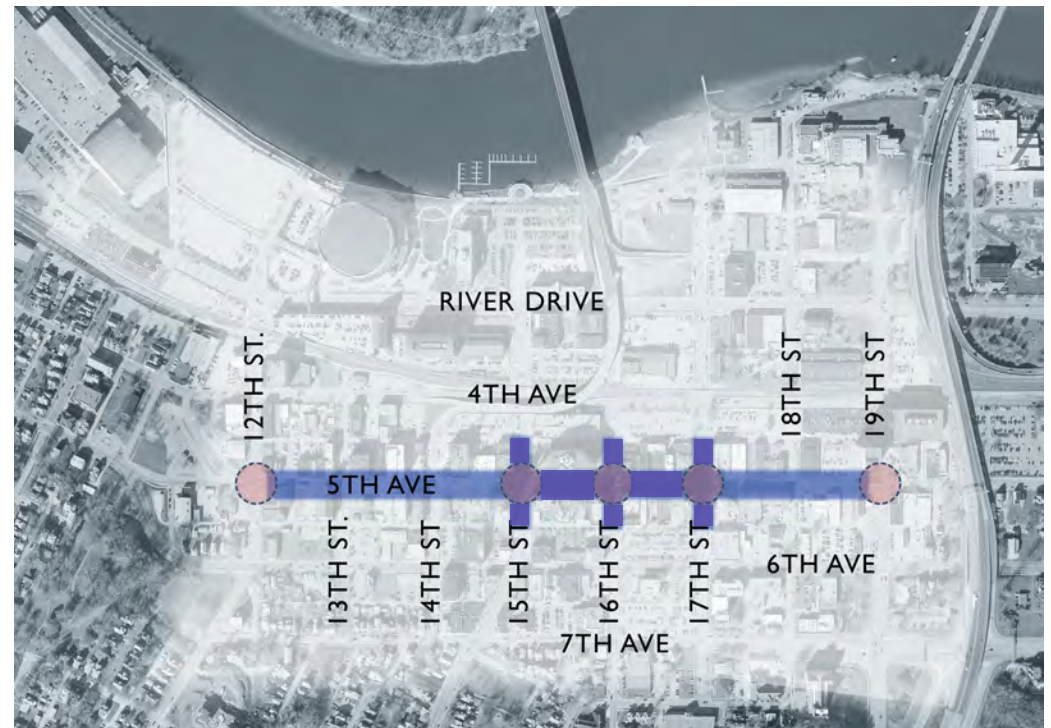 RIVER DRIVE
12TH ST.
4TH AVE
18TH ST
19TH ST
5TH AVE
13TH ST.
14TH ST
15TH ST
16TH ST
17TH ST
6TH AVE
7TH AVE